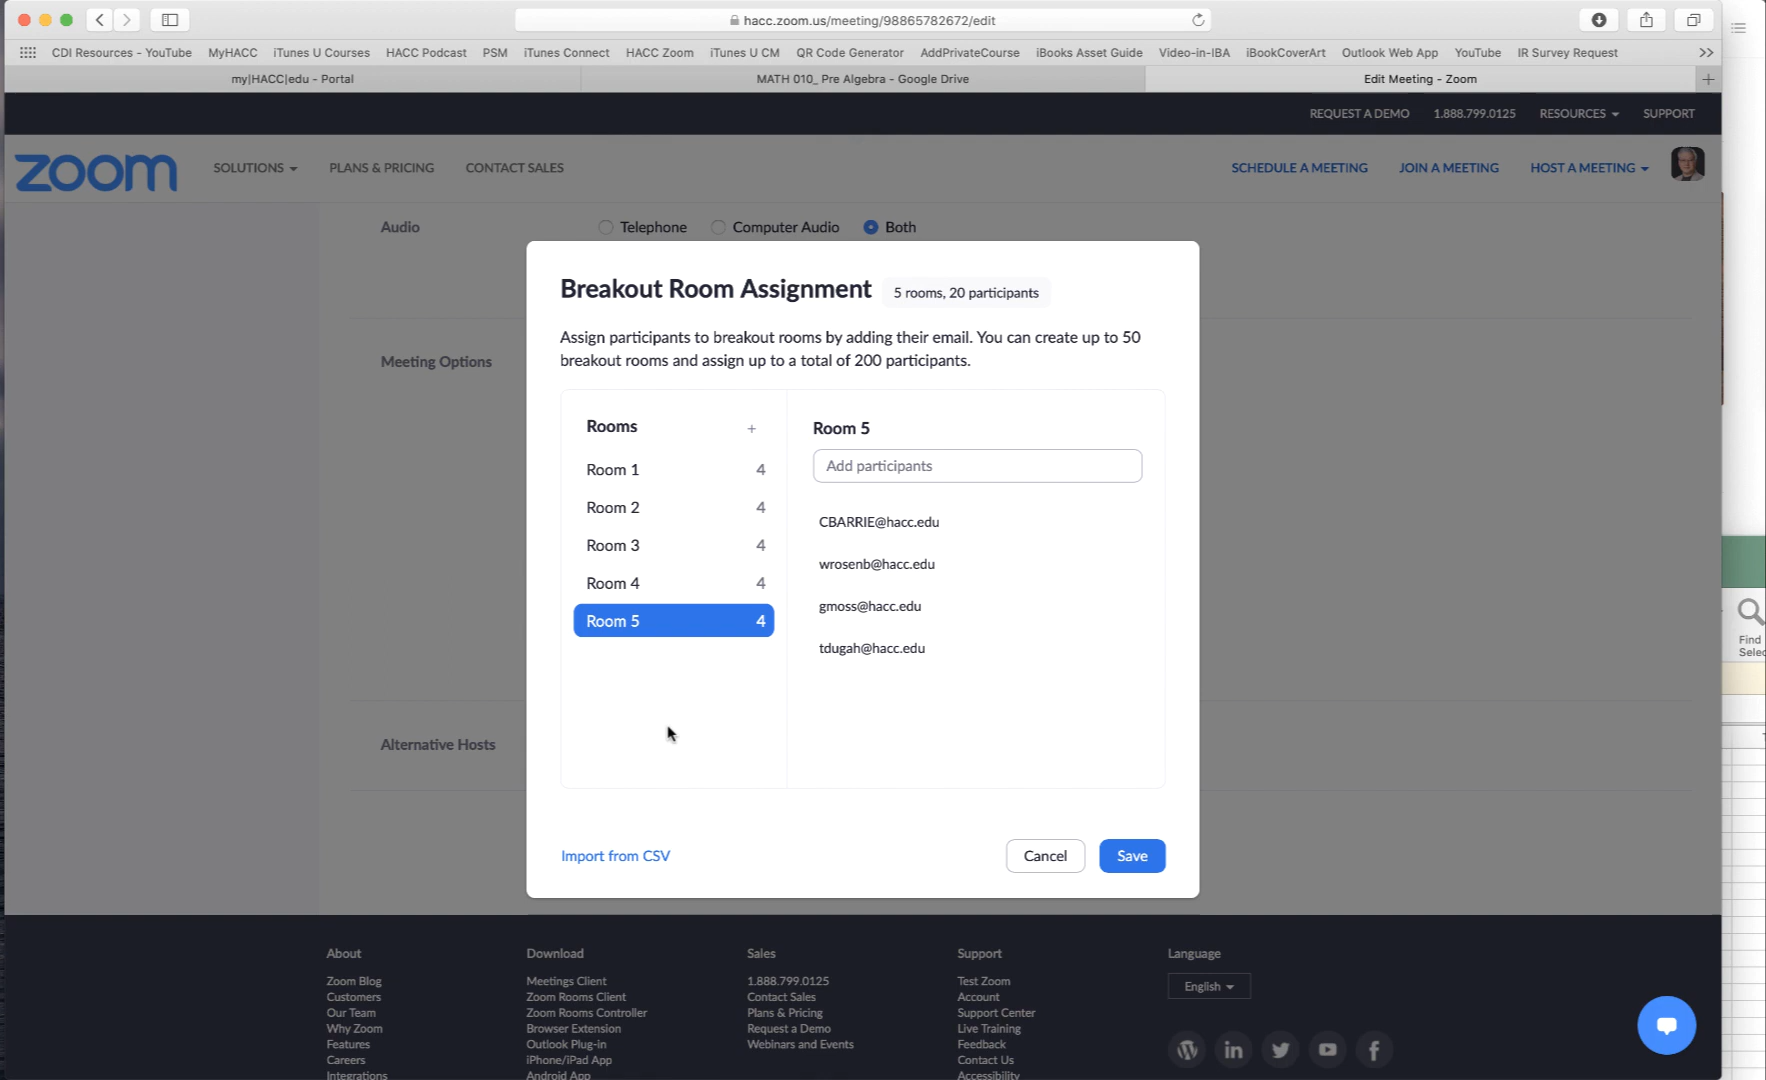 hacc.zoom.us/meeting/98865782672/edit
CDI Resources - YouTube MyHACC iTunes U Courses HACC Podcast PSM iTunes Connect HACC Zoom iTunes U CM QR Code Generator AddPrivateCourse iBooks Asset Guide Video-in-IBA iBookCoverArt Outlook Web App YouTube IR Survey Request
my|HACC|edu - Portal MATH 010_ Pre Algebra - Google Drive Edit Meeting - Zoom
REQUEST A DEMO 1.888.799.0125 RESOURCES SUPPORT
zoom SOLUTIONS PLANS & PRICING CONTACT SALES SCHEDULE A MEETING JOIN A MEETING HOST A MEETING
Audio Telephone Computer Audio Both
Breakout Room Assignment 5 rooms, 20 participants
Assign participants to breakout rooms by adding their email. You can create up to 50
breakout rooms and assign up to a total of 200 participants.
Meeting Options
Rooms +
Room 1 4
Room 2 4
Room 3 4
Room 4 4
Room 5 4
Room 5
Add participants
CBARRIE@hacc.edu
wrosenb@hacc.edu
gmoss@hacc.edu
tdugah@hacc.edu
Find
Selec
Alternative Hosts
Import from CSV Cancel Save
About
Zoom Blog
Customers
Our Team
Why Zoom
Features
Careers
Integrations
Download
Meetings Client
Zoom Rooms Client
Zoom Rooms Controller
Browser Extension
Outlook Plug-in
iPhone/iPad App
Android App
Sales
1.888.799.0125
Contact Sales
Plans & Pricing
Request a Demo
Webinars and Events
Support
Test Zoom
Account
Support Center
Live Training
Feedback
Contact Us
Accessibility
Language
English